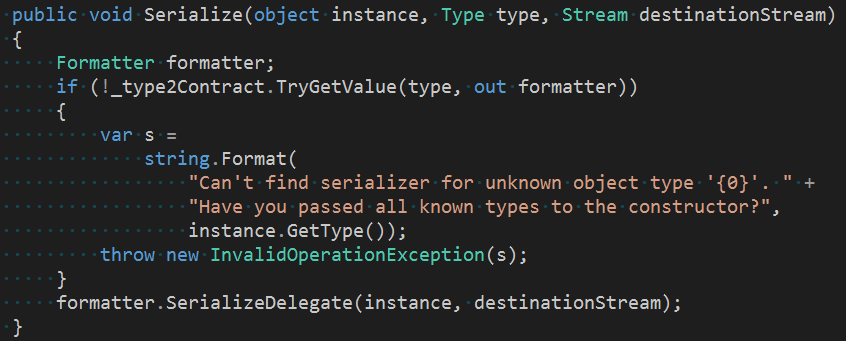 public void Serialize(object instance, Type type, Stream destinationStream)
{
    Formatter formatter;
    if (!_type2Contract.TryGetValue(type, out formatter))
    {
        var s =
            string.Format(
                "Can't find serializer for unknown object type '{0}'. " +
                "Have you passed all known types to the constructor?",
                instance.GetType());
        throw new InvalidOperationException(s);
    }
    formatter.SerializeDelegate(instance, destinationStream);
}